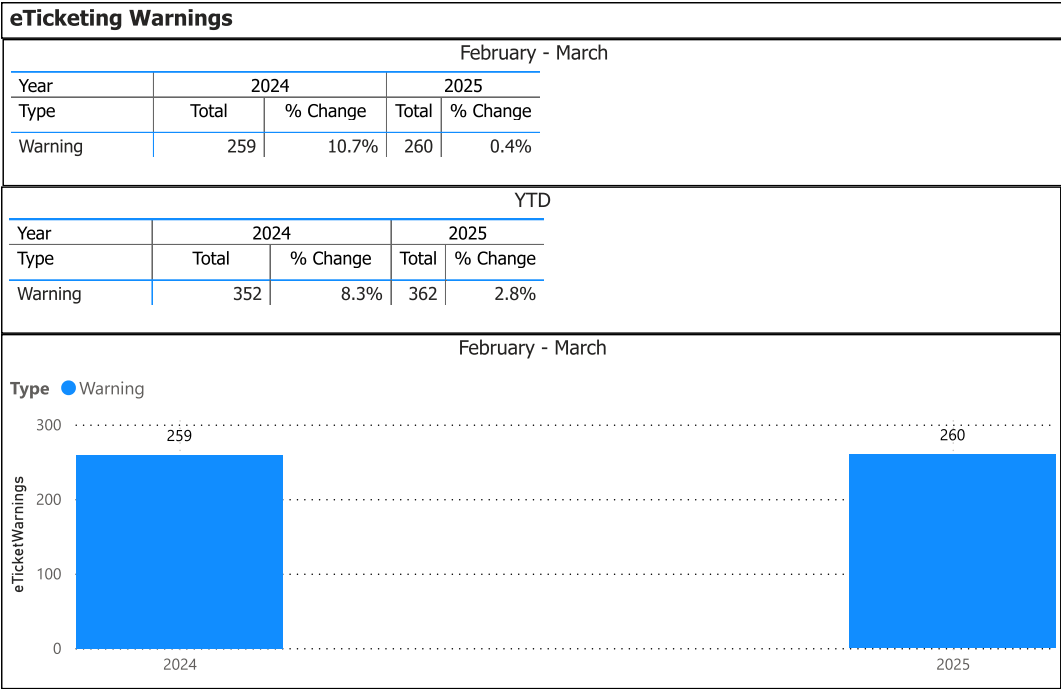 eTicketing Warnings
February - March
Year 2024 2025
Type Total % Change Total % Change
Warning 259 10.7% 260 0.4%
YTD
Year 2024 2025
Type Total % Change Total % Change
Warning 352 8.3% 362 2.8%
February - March
Type Warning
300
259 260
200
100
0
eTicketWarnings
2024 2025